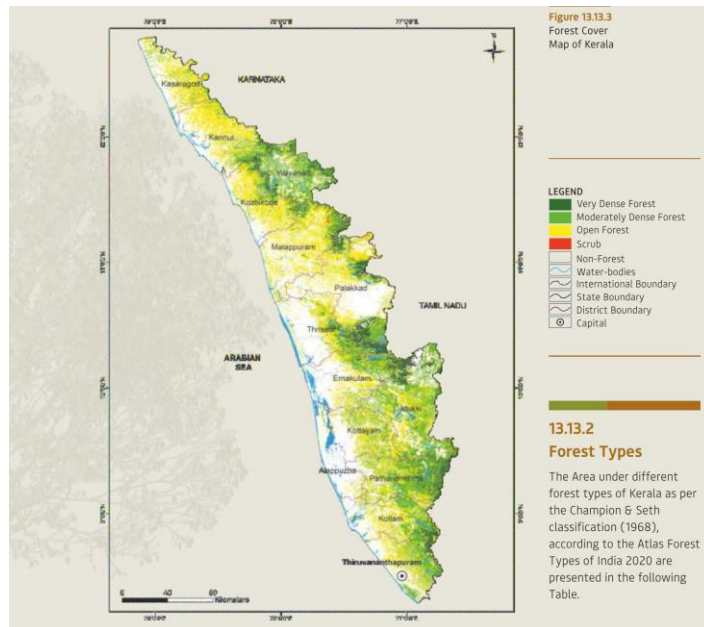 Figure 13.13.3
Forest Cover
Map of Kerala
KARNATAKA
Kasaragod
Kannur
Wayanad
Kozhikode
Malappuram
Palakkad
TAMIL NADU
Thrissur
ARABIAN
SEA
Ernakulam
Idukki
Kottayam
Alappuzha
Pathanamthitta
Kollam
Thiruvananthapuram
0 40 80
Kilometers
LEGEND
Very Dense Forest
Moderately Dense Forest
Open Forest
Scrub
Non-Forest
Water-bodies
International Boundary
State Boundary
District Boundary
Capital
13.13.2
Forest Types
The Area under different
forest types of Kerala as per
the Champion & Seth
classification (1968),
according to the Atlas Forest
Types of India 2020 are
presented in the following
Table.